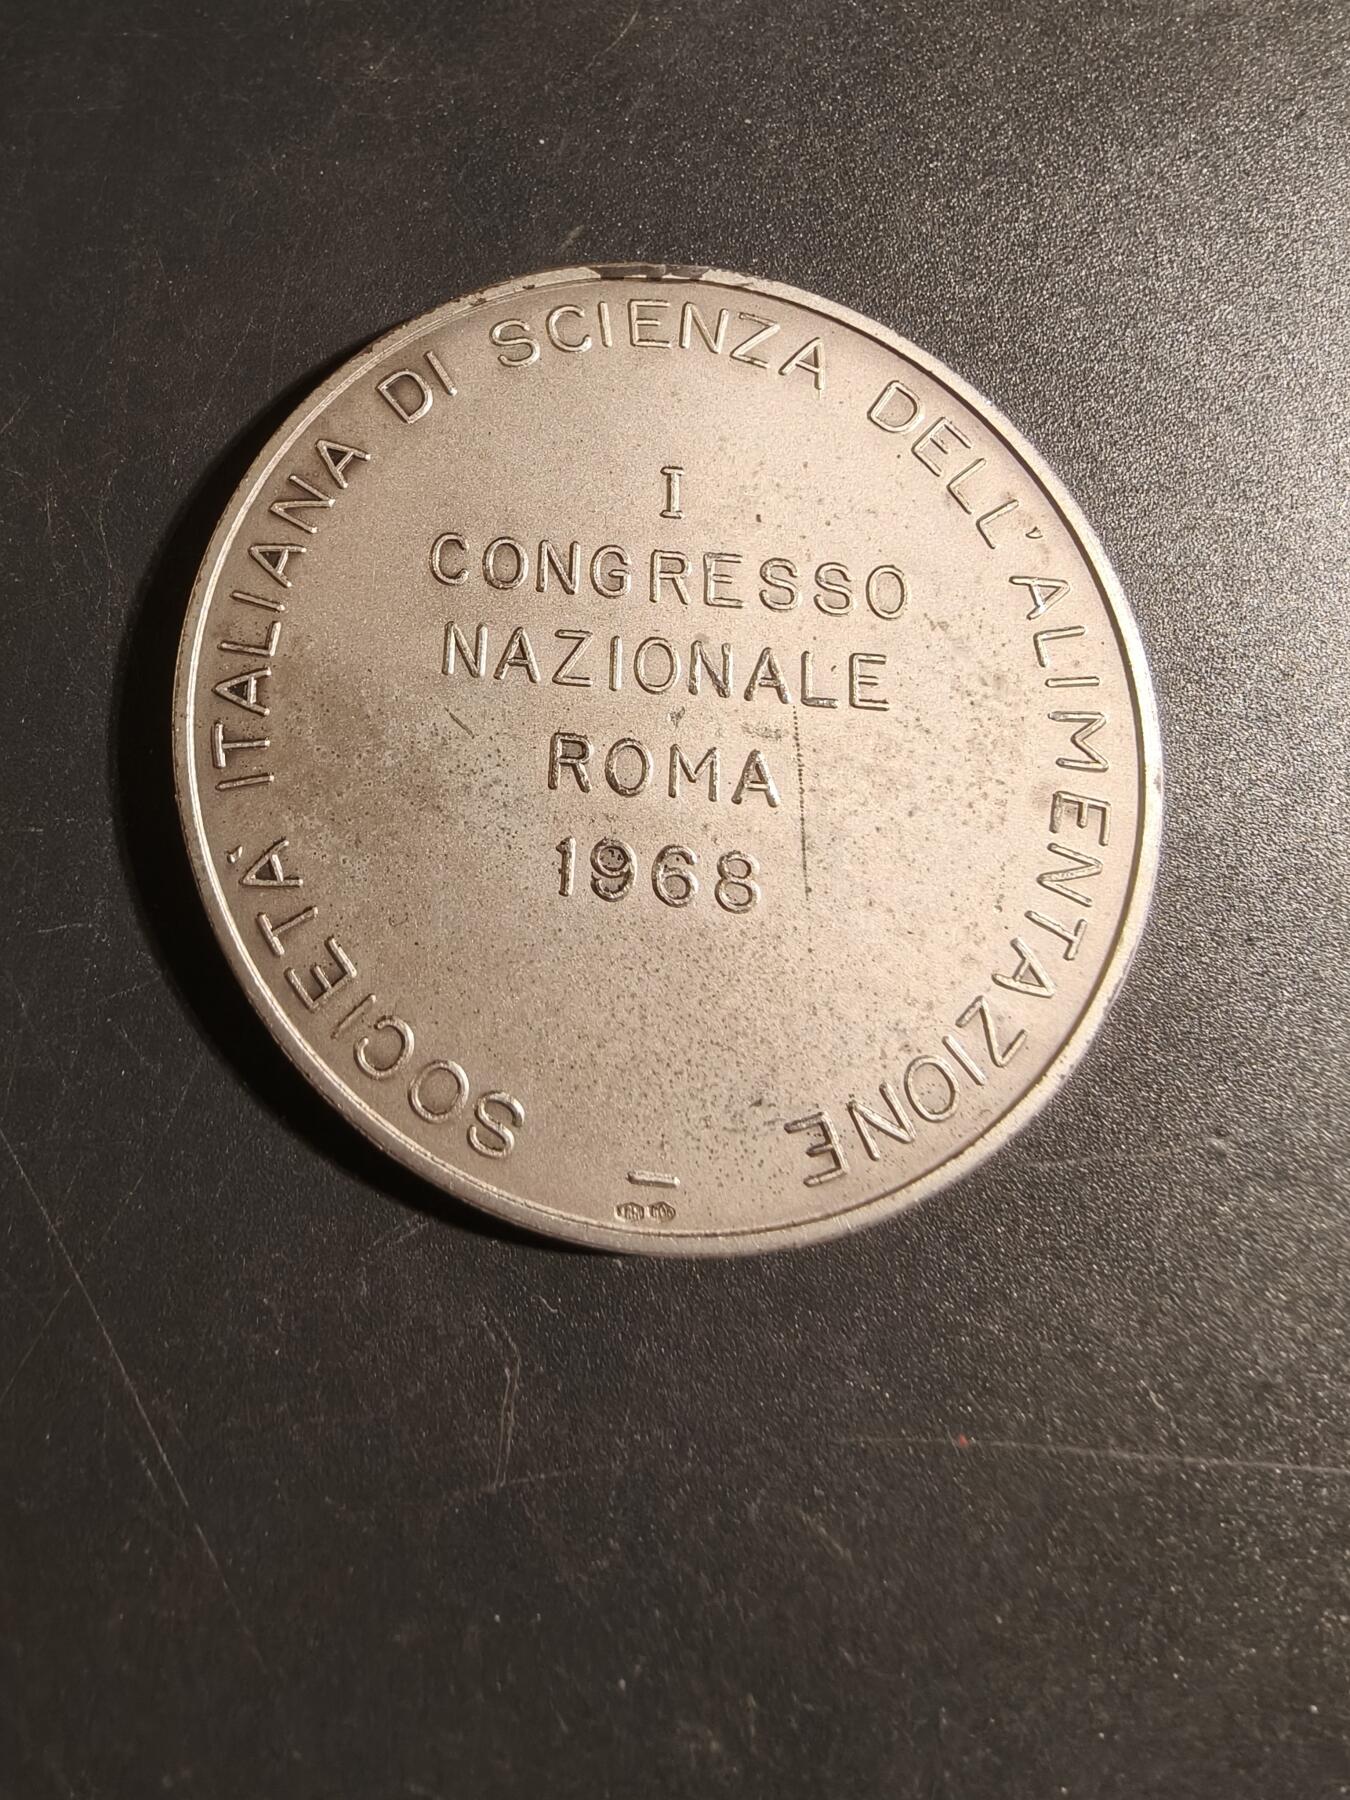 SOCIETÀ ITALIANA DI SCIENZA DELL'ALIMENTAZIONE
I
CONGRESSO
NAZIONALE
ROMA
1968